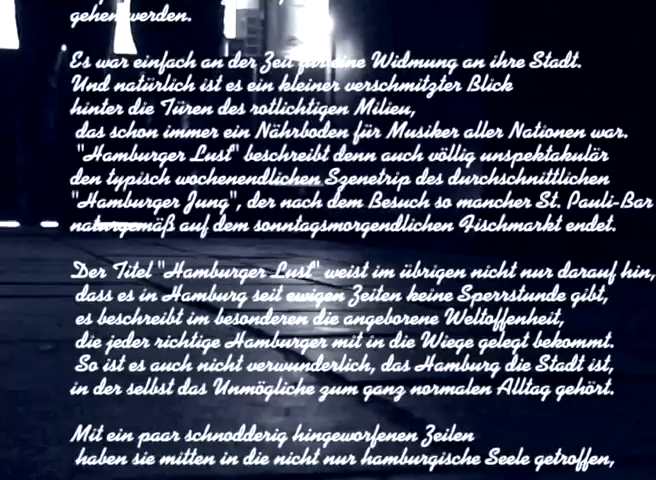 gehen werden.
Es war einfach an der Zeit für eine Widmung an ihre Stadt.
Und natürlich ist es ein kleiner verschmitzter Blick
hinter die Türen des rotlichtigen Milieu,
das schon immer ein Nährboden für Musiker aller Nationen war.
"Hamburger Lust" beschreibt denn auch völlig unspektakulär
den typisch wochenendlichen Szenetrip des durchschnittlichen
"Hamburger Jung", der nach dem Besuch so mancher St. Pauli-Bar
naturgemäß auf dem sonntagsmorgendlichen Fischmarkt endet.
Der Titel "Hamburger Lust" weist im übrigen nicht nur darauf hin,
dass es in Hamburg seit ewigen Zeiten keine Sperrstunde gibt,
es beschreibt im besonderen die angeborene Weltoffenheit,
die jeder richtige Hamburger mit in die Wiege gelegt bekommt.
So ist es auch nicht verwunderlich, das Hamburg die Stadt ist,
in der selbst das Unmögliche zum ganz normalen Alltag gehört.
Mit ein paar schnodderig hingeworfenen Zeilen
haben sie mitten in die nicht nur hamburgische Seele getroffen,